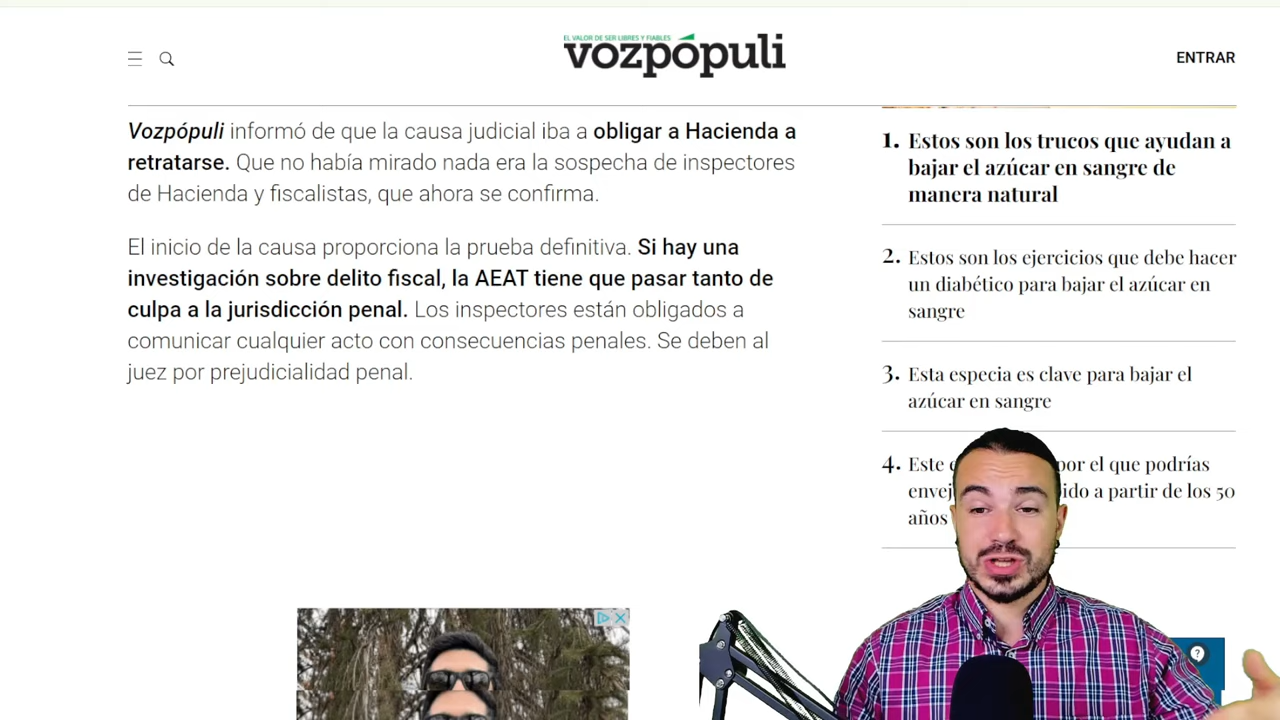 EL VALOR DE SER LIBRES Y FIABLES
vozpópuli
ENTRAR
Vozpópuli informó de que la causa judicial iba a obligar a Hacienda a
retratarse. Que no había mirado nada era la sospecha de inspectores
de Hacienda y fiscalistas, que ahora se confirma.
El inicio de la causa proporciona la prueba definitiva. Si hay una
investigación sobre delito fiscal, la AEAT tiene que pasar tanto de
culpa a la jurisdicción penal. Los inspectores están obligados a
comunicar cualquier acto con consecuencias penales. Se deben al
juez por prejudicialidad penal.
1. Estos son los trucos que ayudan a
bajar el azúcar en sangre de
manera natural
2. Estos son los ejercicios que debe hacer
un diabético para bajar el azúcar en
sangre
3. Esta especia es clave para bajar el
azúcar en sangre
4. Este por el que podrías
a partir de los 50
años
?